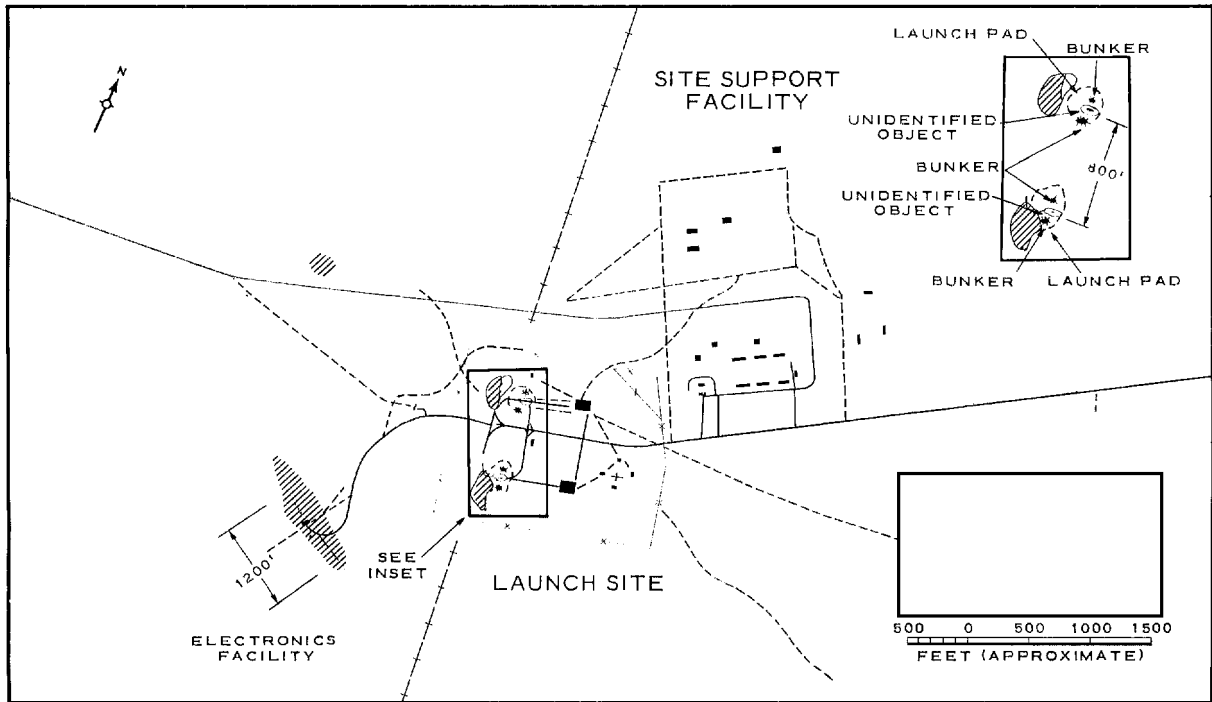 N
SITE SUPPORT
FACILITY
LAUNCH PAD
BUNKER
UNIDENTIFIED
OBJECT
BUNKER
UNIDENTIFIED
OBJECT
800'
BUNKER
LAUNCH PAD
1200'
SEE
INSET
LAUNCH SITE
ELECTRONICS
FACILITY
500 0 500 1000 1500
FEET (APPROXIMATE)